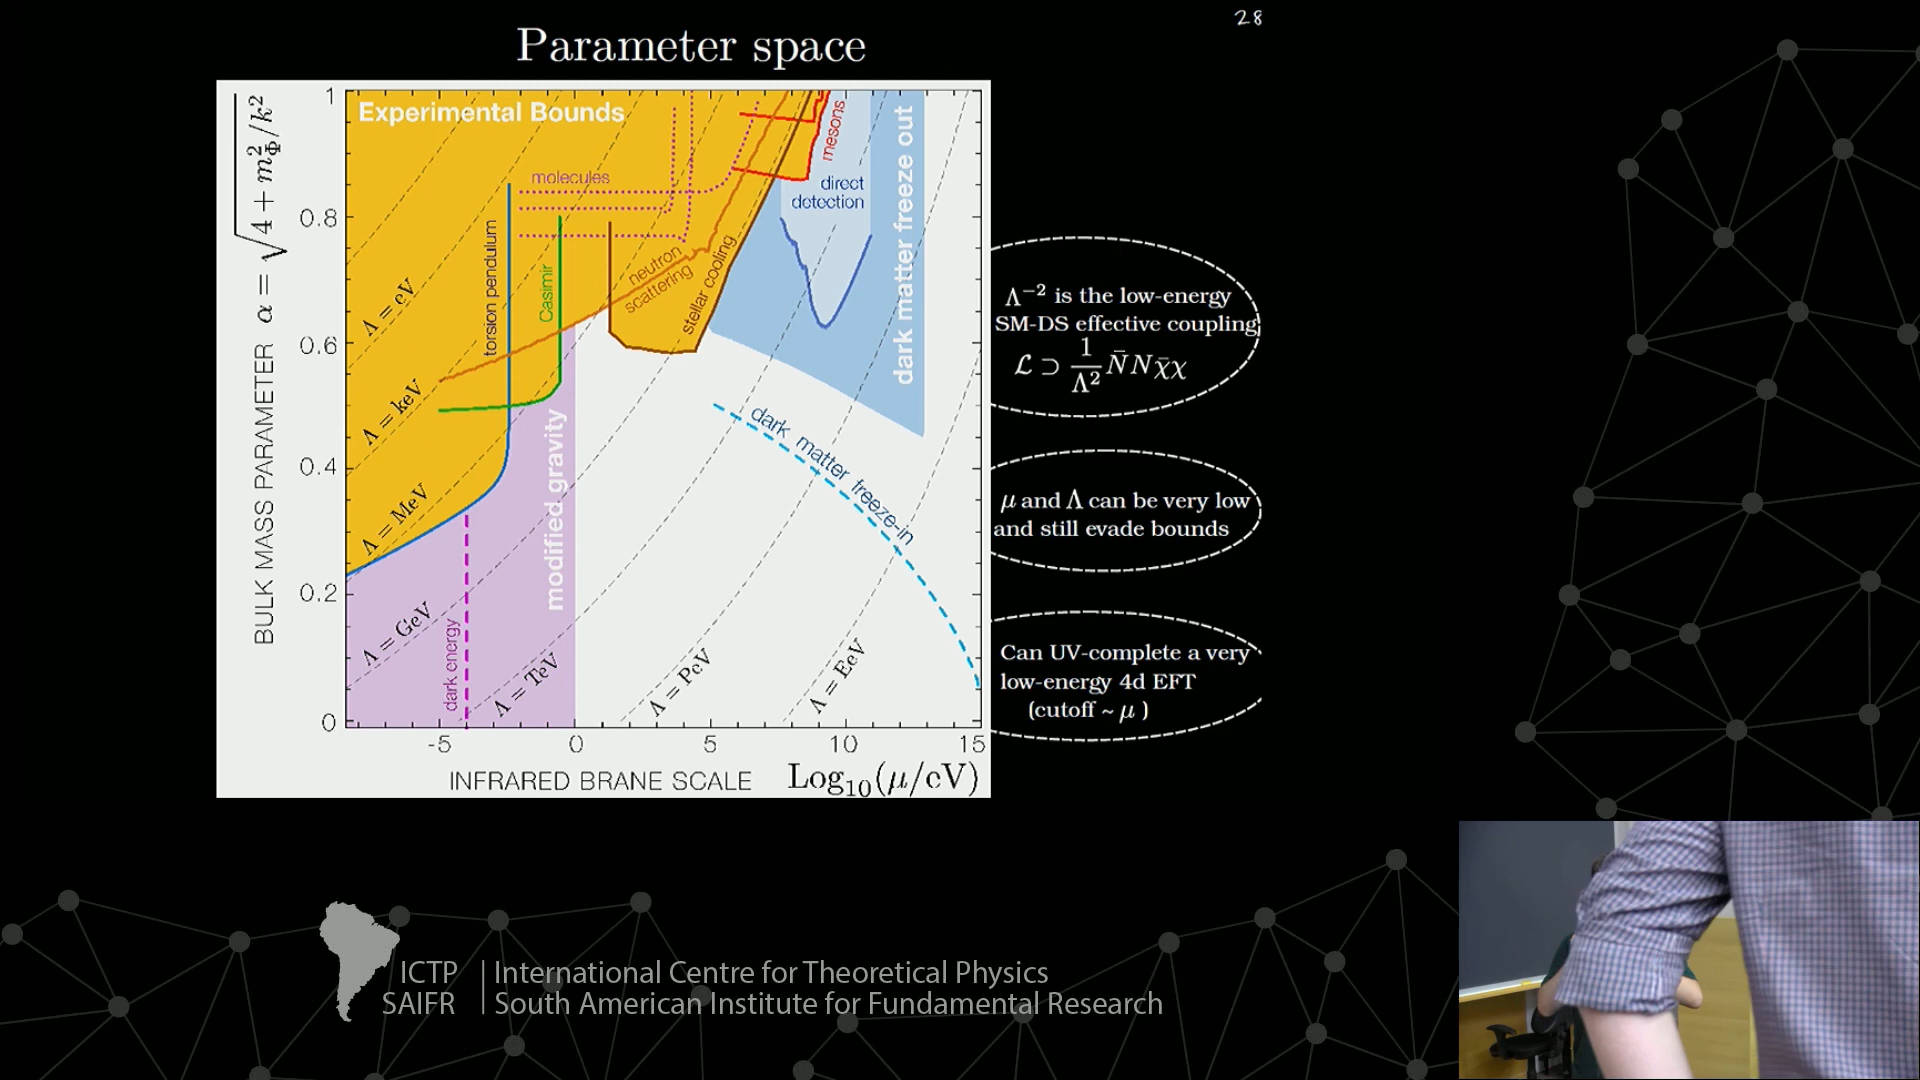 28
Parameter space
Experimental Bounds
BULK MASS PARAMETER α = √4 + m²_Φ/k²
1
0.8
0.6
0.4
0.2
0
-5
0
5
10
15
INFRARED BRANE SCALE Log₁₀(μ/eV)
molecules
torsion pendulum
Casimir
neutron
scattering
stellar cooling
mesons
direct
detection
dark matter freeze out
dark matter freeze-in
modified gravity
dark energy
Λ = eV
Λ = keV
Λ = MeV
Λ = GeV
Λ = TeV
Λ = PeV
Λ = EeV
Λ⁻² is the low-energy
SM-DS effective coupling
ℒ ⊃ 1/Λ² N̄Nχ̄χ
μ and Λ can be very low
and still evade bounds
Can UV-complete a very
low-energy 4d EFT
(cutoff ~ μ )
ICTP | International Centre for Theoretical Physics
SAIFR | South American Institute for Fundamental Research